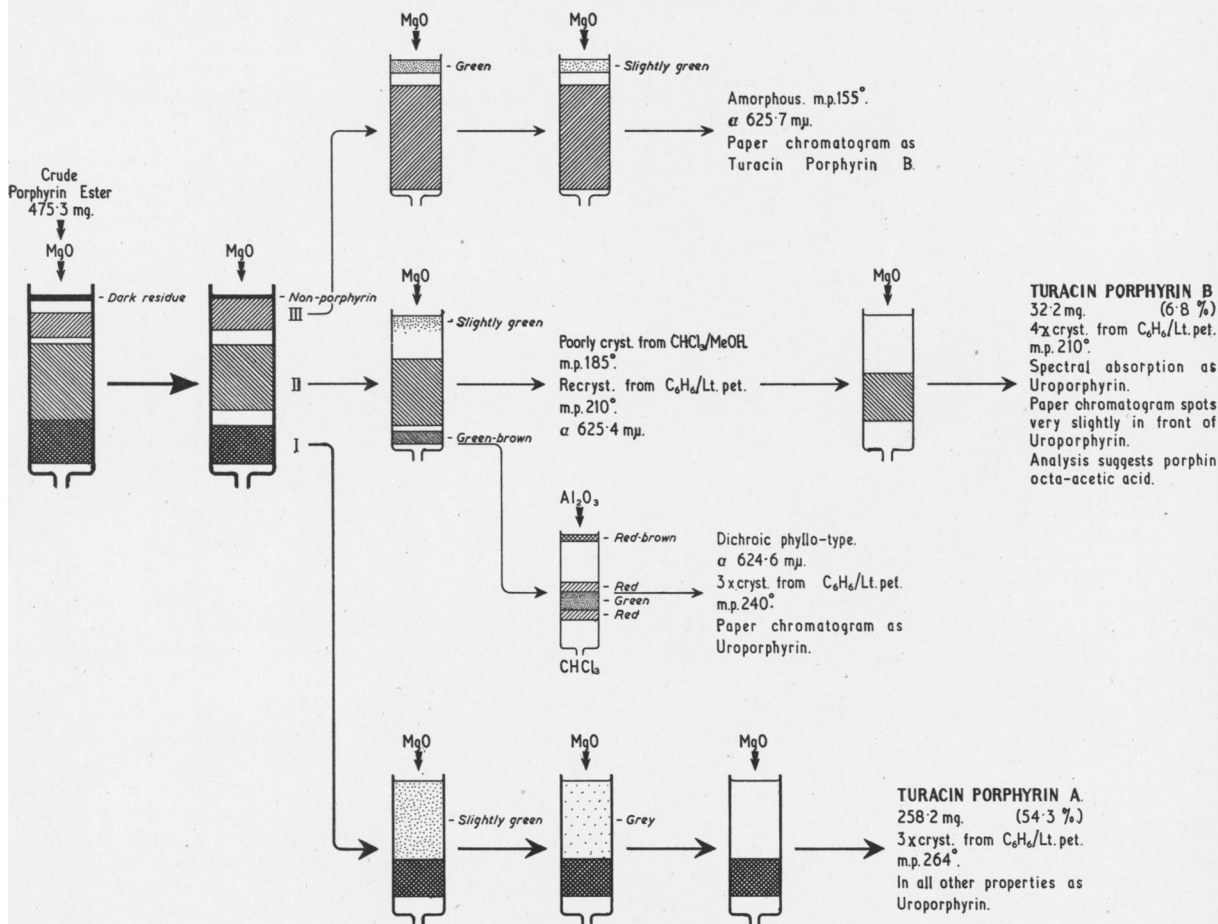 MgO
MgO
Green
Slightly green
Amorphous. m.p.155°.
α 625·7 mµ.
Paper chromatogram as
Turacin Porphyrin B.
Crude
Porphyrin Ester
475·3 mg.
MgO
MgO
Dark residue
Non-porphyrin
III
II
I
MgO
Slightly green
Green-brown
Poorly cryst. from CHCl₃/MeOH.
m.p.185°.
Recryst. from C₆H₆/Lt. pet.
m.p. 210°.
α 625·4 mµ.
MgO
TURACIN PORPHYRIN B
32·2 mg. (6·8 %)
4x cryst. from C₆H₆/Lt. pet.
m.p. 210°.
Spectral absorption as
Uroporphyrin.
Paper chromatogram spots
very slightly in front of
Uroporphyrin.
Analysis suggests porphin
octa-acetic acid.
Al₂O₃
Red-brown
Red
Green
Red
CHCl₃
Dichroic phyllo-type.
α 624·6 mµ.
3x cryst. from C₆H₆/Lt. pet.
m.p. 240°.
Paper chromatogram as
Uroporphyrin.
MgO
MgO
MgO
Slightly green
Grey
TURACIN PORPHYRIN A.
258·2 mg. (54·3 %.)
3x cryst. from C₆H₆/Lt. pet.
m.p. 264°.
In all other properties as
Uroporphyrin.